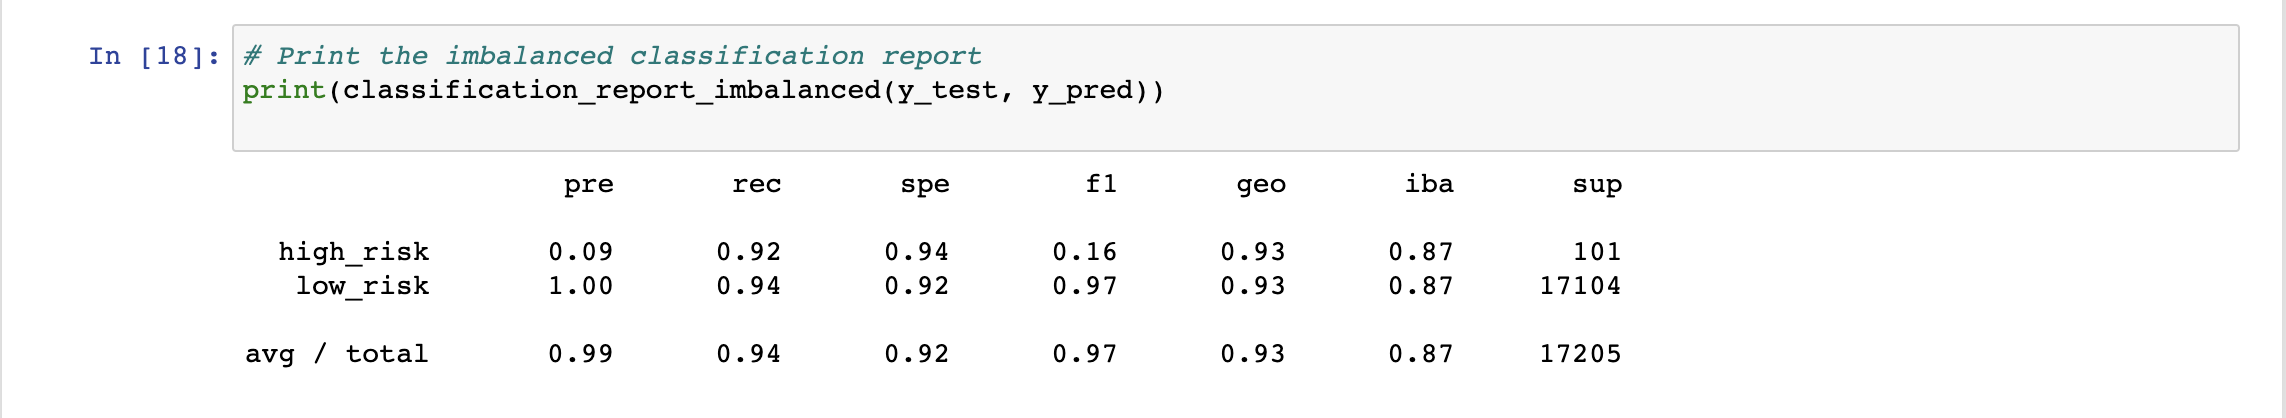 In [18]: # Print the imbalanced classification report
print(classification_report_imbalanced(y_test, y_pred))
pre rec spe f1 geo iba sup
high_risk 0.09 0.92 0.94 0.16 0.93 0.87 101
low_risk 1.00 0.94 0.92 0.97 0.93 0.87 17104
avg / total 0.99 0.94 0.92 0.97 0.93 0.87 17205